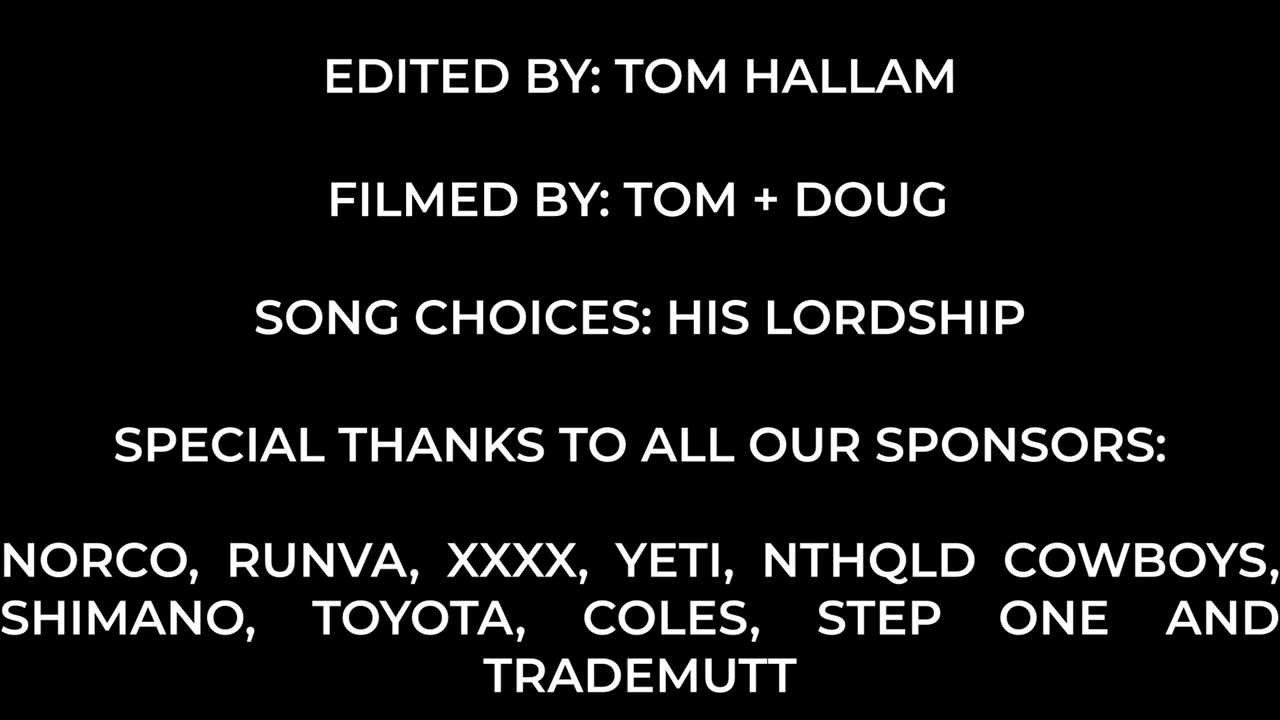 EDITED BY: TOM HALLAM
FILMED BY: TOM + DOUG
SONG CHOICES: HIS LORDSHIP
SPECIAL THANKS TO ALL OUR SPONSORS:
NORCO, RUNVA, XXXX, YETI, NTHQLD COWBOYS,
SHIMANO, TOYOTA, COLES, STEP ONE AND
TRADEMUTT